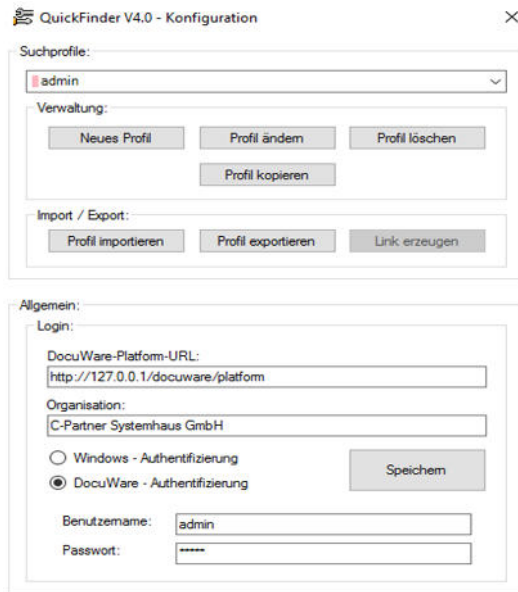 QuickFinder V4.0 - Konfiguration
Suchprofile:
admin
Verwaltung:
Neues Profil Profil ändern Profil löschen
Profil kopieren
Import / Export:
Profil importieren Profil exportieren Link erzeugen
Allgemein:
Login:
DocuWare-Platform-URL:
http://127.0.0.1/docuware/platform
Organisation:
C-Partner Systemhaus GmbH
Windows - Authentifizierung
DocuWare - Authentifizierung
Speichern
Benutzername: admin
Passwort: •••••